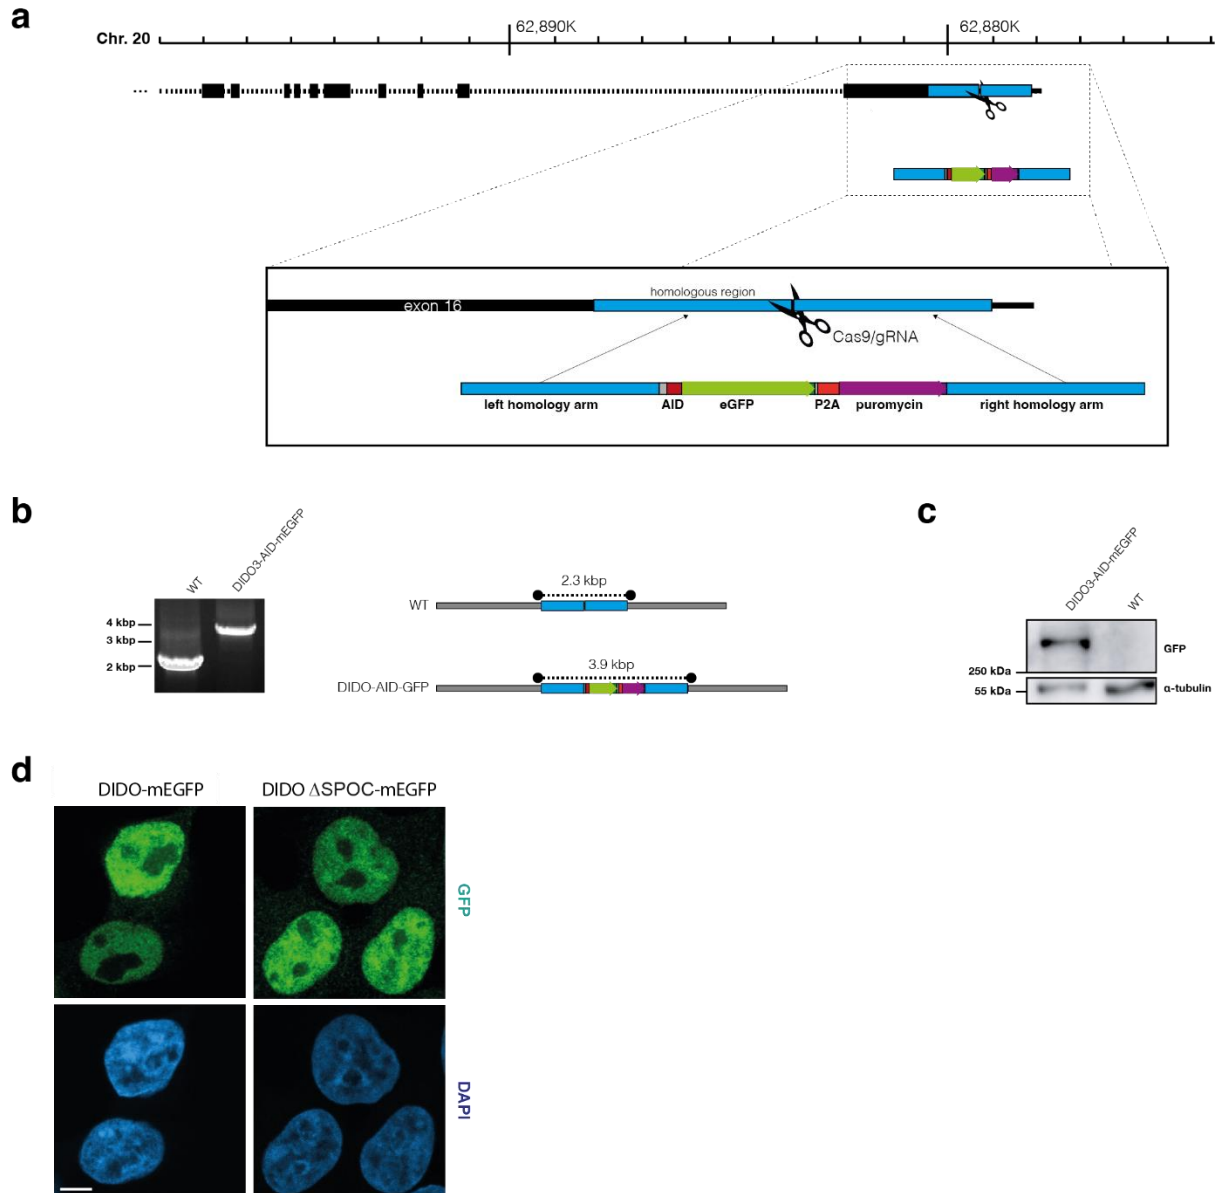 a
62,890K
62,880K
Chr. 20
...
homologous region
exon 16
Cas9/gRNA
left homology arm
AID
eGFP
P2A
puromycin
right homology arm
b
WT
DIDO3-AID-mEGFP
4 kbp
3 kbp
2 kbp
2.3 kbp
WT
3.9 kbp
DIDO-AID-GFP
c
DIDO3-AID-mEGFP
WT
GFP
250 kDa
55 kDa
α-tubulin
d
DIDO-mEGFP
DIDO ΔSPOC-mEGFP
GFP
DAPI